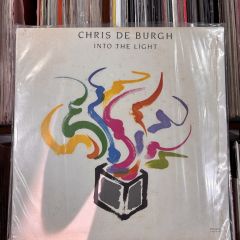 CHRIS DE BURGH
INTO THE LIGHT